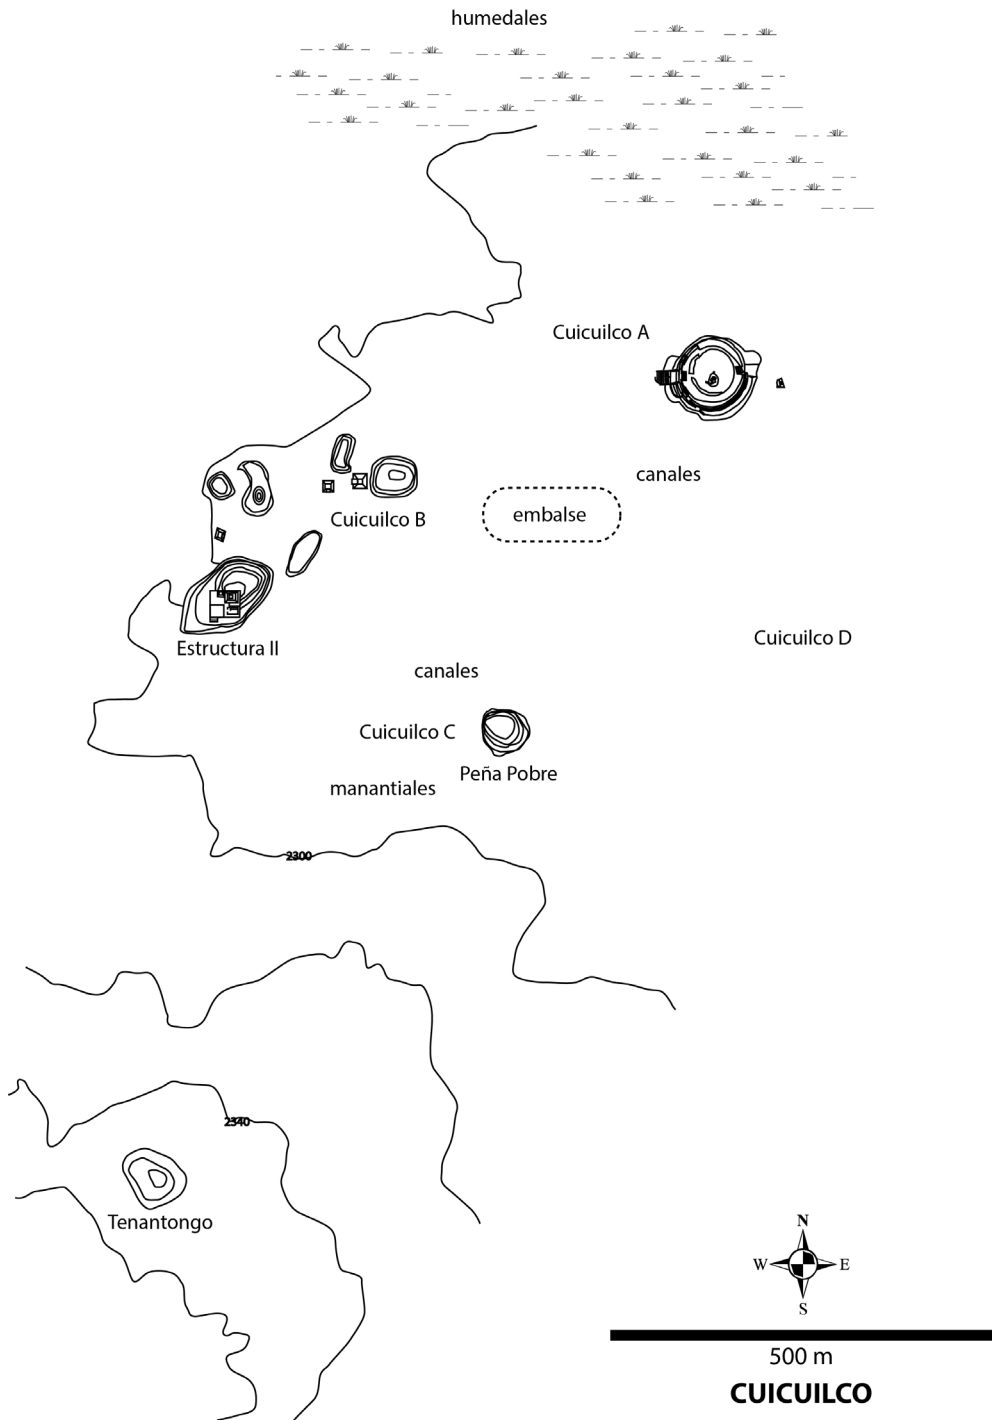 humedales
Cuicuilco A
canales
embalse
Cuicuilco B
Cuicuilco D
Estructura II
canales
Cuicuilco C
Peña Pobre
manantiales
2300
2340
Tenantongo
N
W E
S
500 m
CUICUILCO